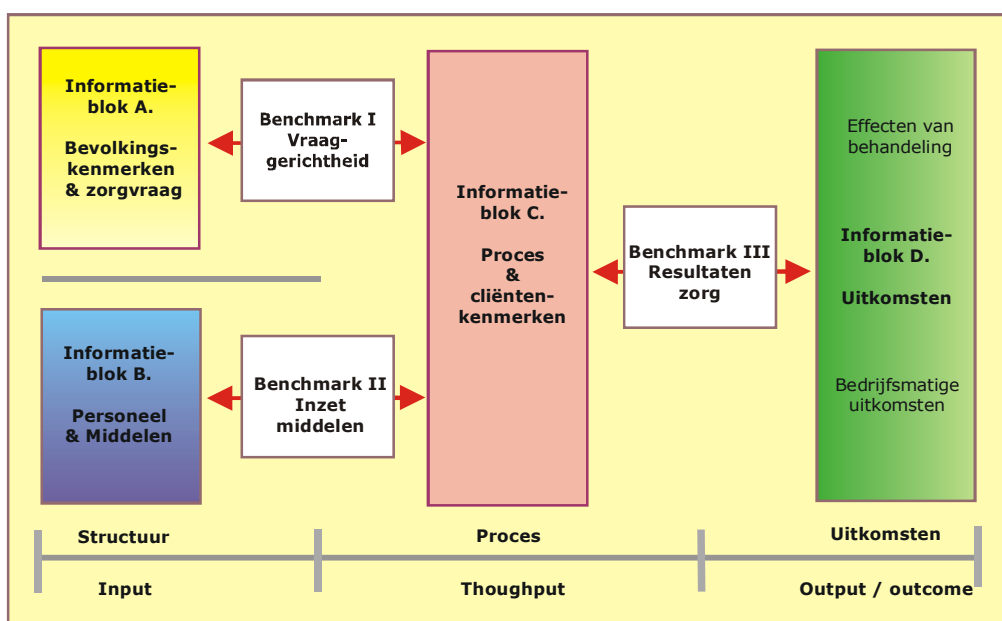 Informatie-
blok A.
Bevolkings-
kenmerken
& zorgvraag
Benchmark I
Vraag-
gerichtheid
Informatie-
blok B.
Personeel
& Middelen
Benchmark II
Inzet
middelen
Informatie-
blok C.
Proces
&
cliënten-
kenmerken
Benchmark III
Resultaten
zorg
Effecten van
behandeling
Informatie-
blok D.
Uitkomsten
Bedrijfsmatige
uitkomsten
Structuur
Proces
Uitkomsten
Input
Thoughput
Output / outcome